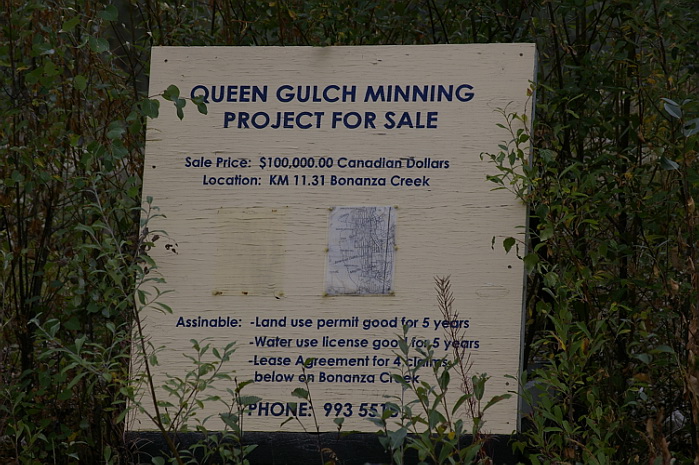 QUEEN GULCH MINNING
PROJECT FOR SALE
Sale Price: $100,000.00 Canadian Dollars
Location: KM 11.31 Bonanza Creek
Assinable: -Land use permit good for 5 years
-Water use license good for 5 years
-Lease Agreement for 4 claims
below on Bonanza Creek
PHONE: 993